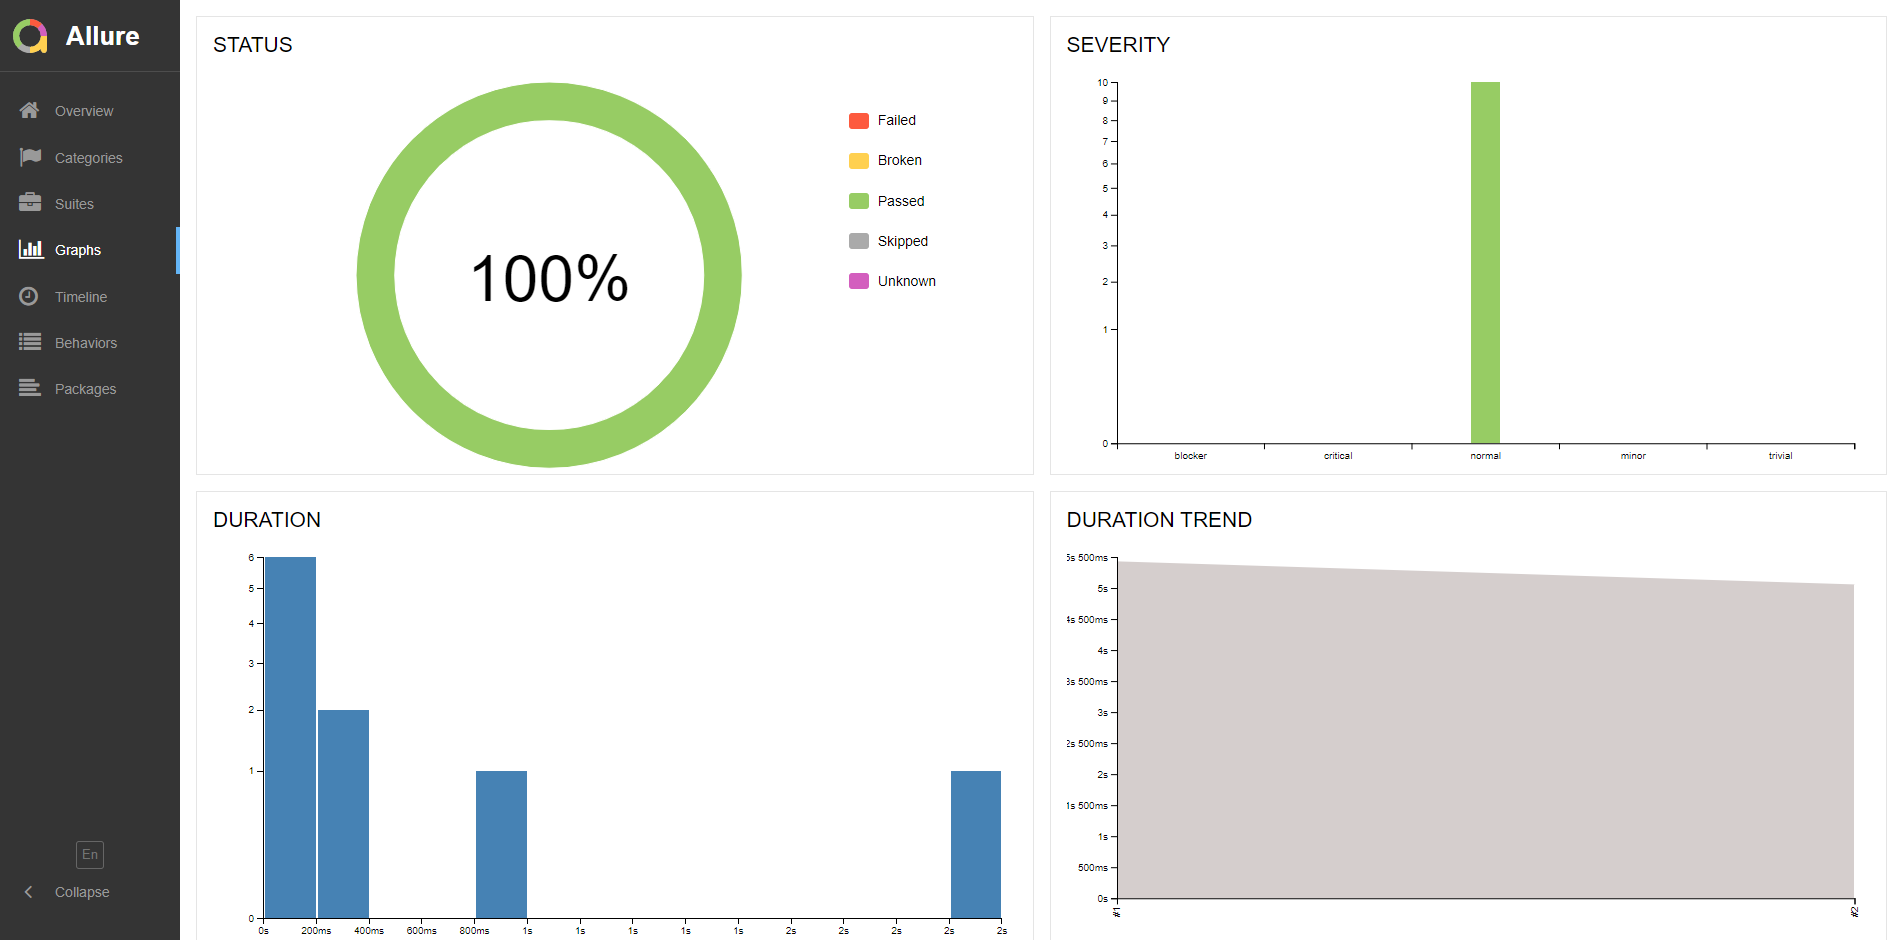 Allure
Overview
Categories
Suites
Graphs
Timeline
Behaviors
Packages
En
Collapse
STATUS
100%
Failed
Broken
Passed
Skipped
Unknown
SEVERITY
10
9
8
7
6
5
4
3
2
1
0
blocker critical normal minor trivial
DURATION
6
5
4
3
2
1
0
0s 200ms 400ms 600ms 800ms 1s 1s 1s 1s 1s 2s 2s 2s 2s 2s
DURATION TREND
5s 500ms
5s
4s 500ms
4s
3s 500ms
3s
2s 500ms
2s
1s 500ms
1s
500ms
0s
#1 #2